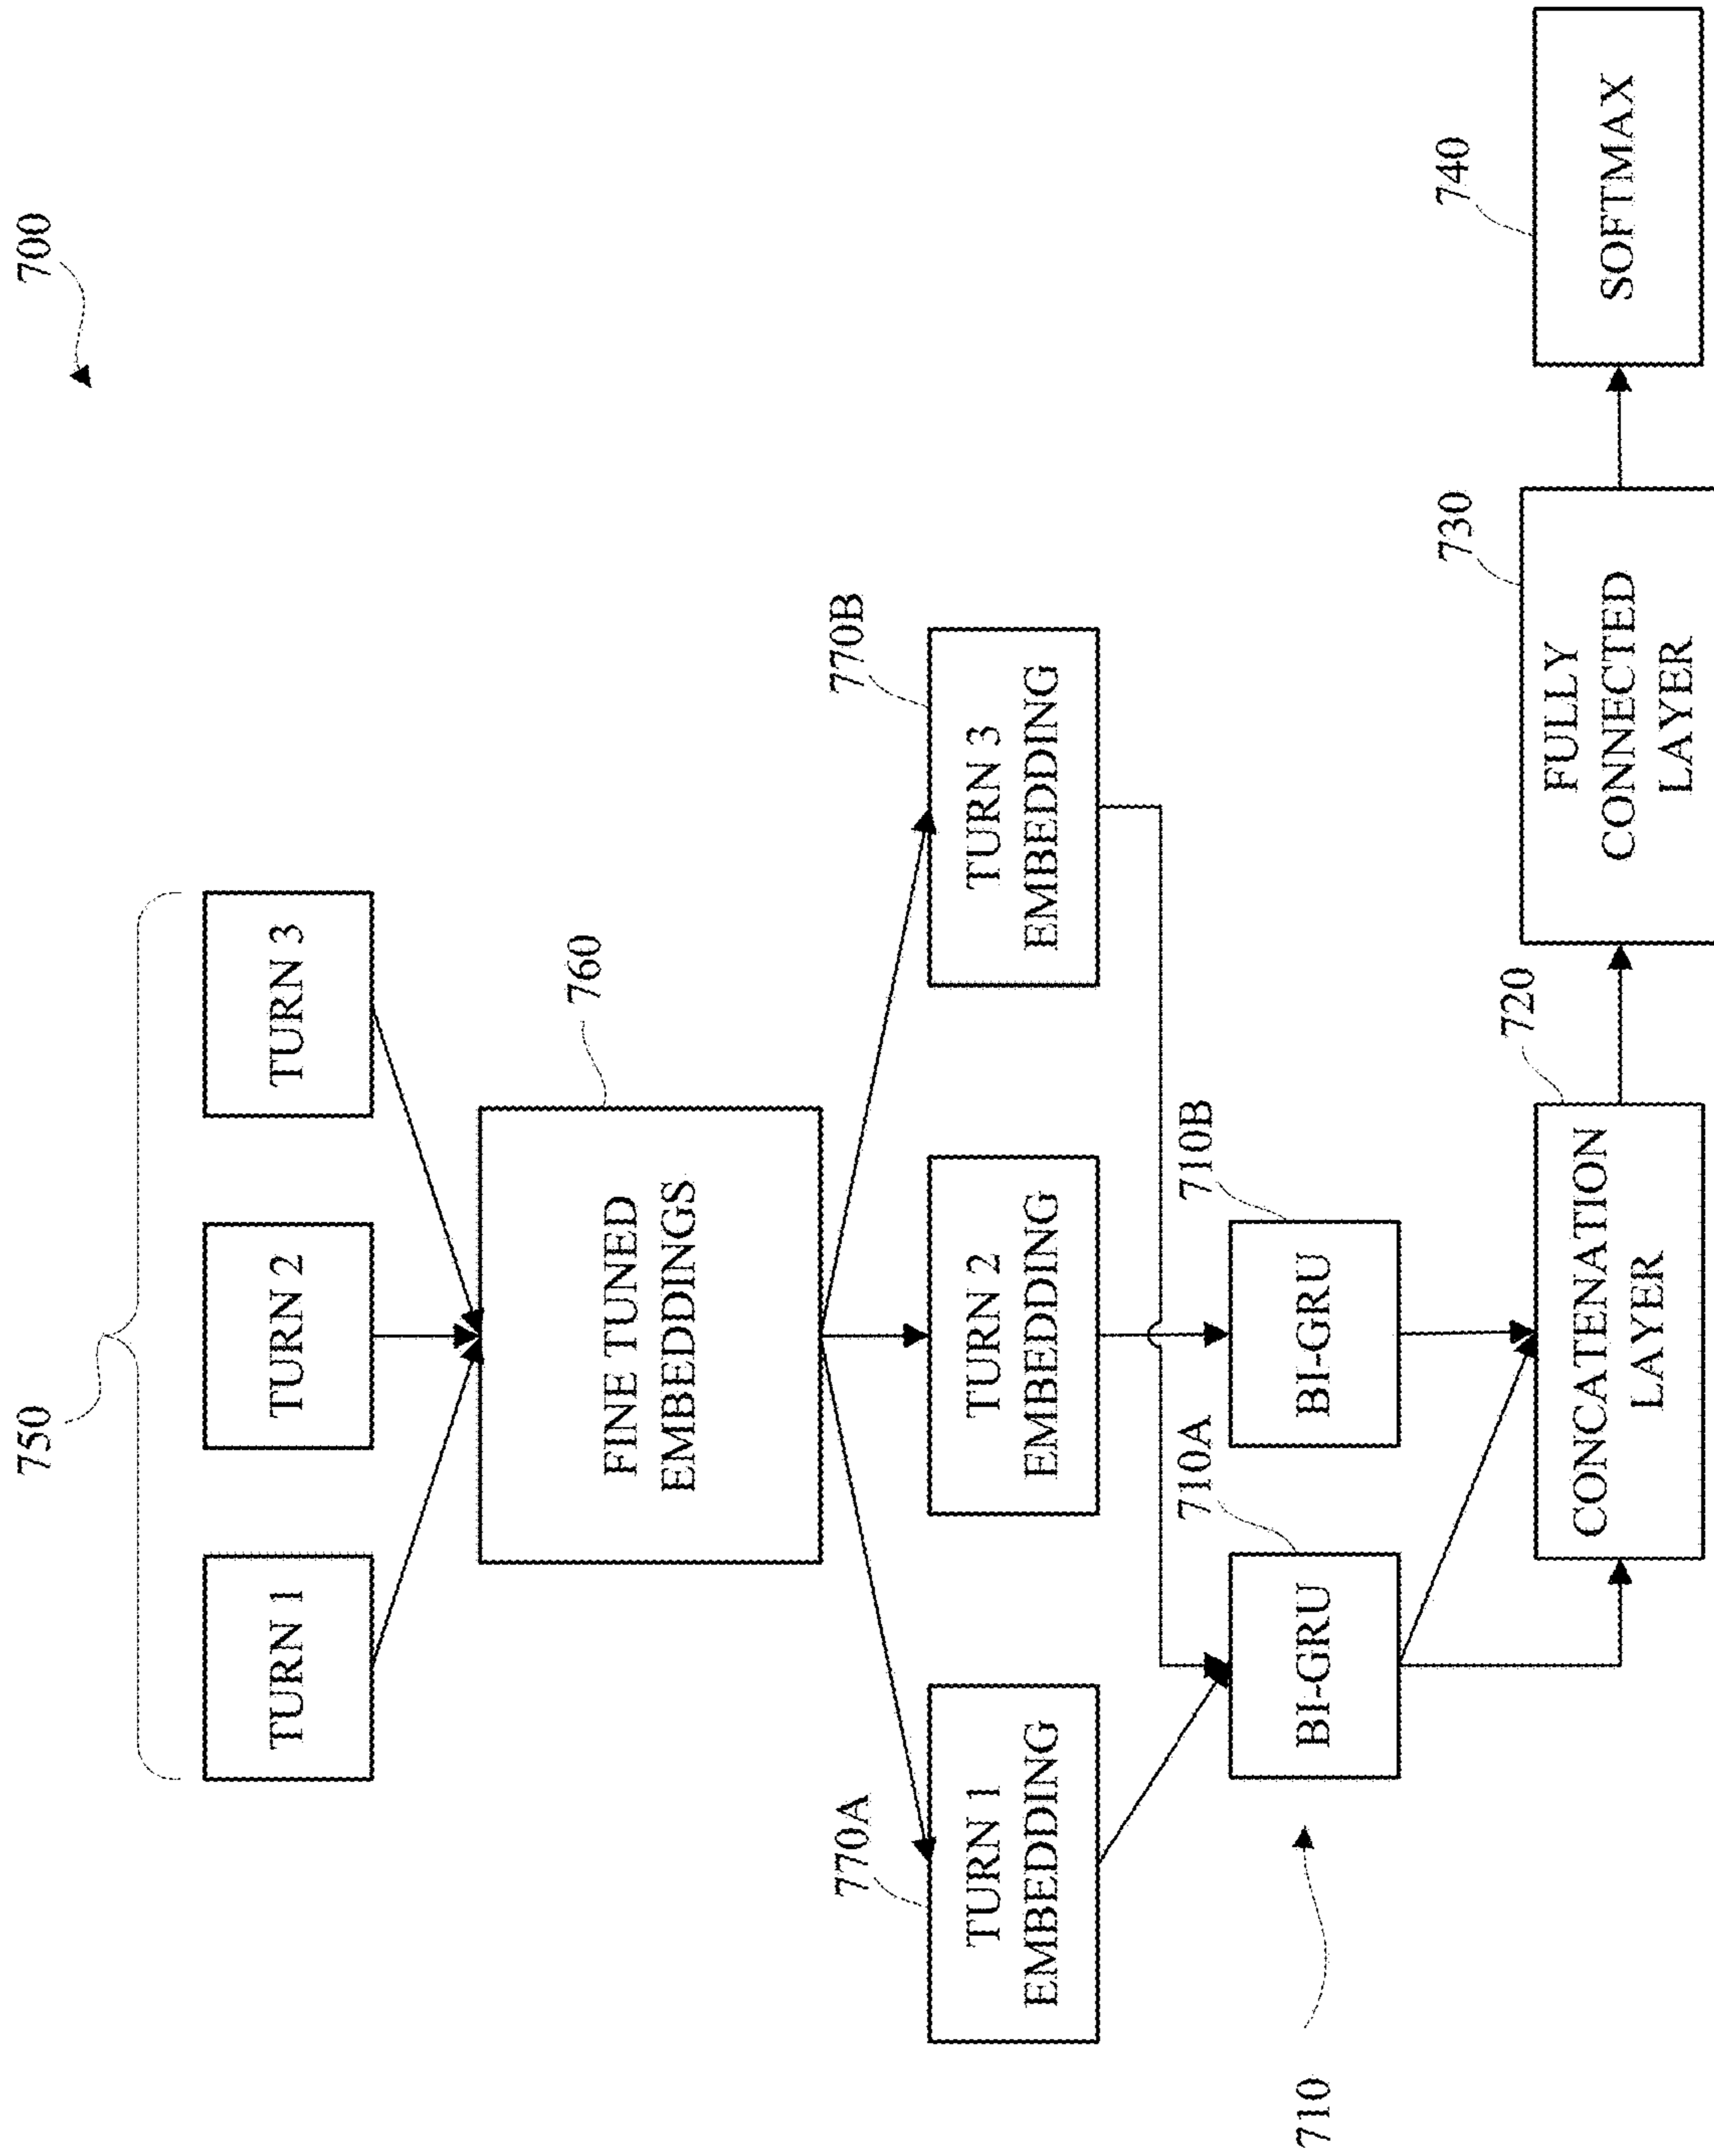 700
750
TURN 1
TURN 2
TURN 3
FINE TUNED
EMBEDDINGS
760
770A
770B
TURN 1
EMBEDDING
TURN 2
EMBEDDING
TURN 3
EMBEDDING
710A
710B
710
BI-GRU
BI-GRU
720
730
740
CONCATENATION
LAYER
FULLY
CONNECTED
LAYER
SOFTMAX